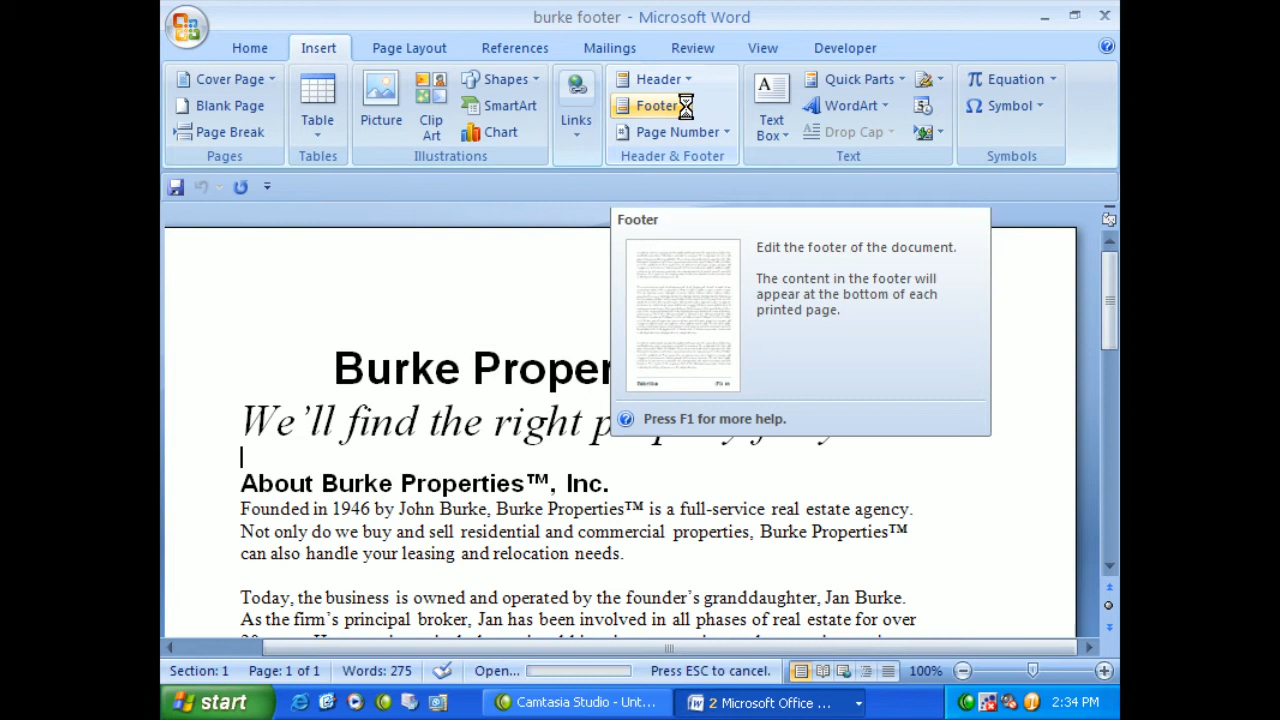 burke footer - Microsoft Word
Home Insert Page Layout References Mailings Review View Developer
Cover Page
Blank Page
Page Break
Pages
Table
Tables
Picture
Clip Art
Shapes
SmartArt
Chart
Illustrations
Links
Header
Footer
Page Number
Header & Footer
Text Box
Quick Parts
WordArt
Drop Cap
Text
Equation
Symbol
Symbols
Footer
Edit the footer of the document.
The content in the footer will
appear at the bottom of each
printed page.
Press F1 for more help.
Burke Proper
We’ll find the right p
About Burke Properties™, Inc.
Founded in 1946 by John Burke, Burke Properties™ is a full-service real estate agency.
Not only do we buy and sell residential and commercial properties, Burke Properties™
can also handle your leasing and relocation needs.
Today, the business is owned and operated by the founder’s granddaughter, Jan Burke.
As the firm’s principal broker, Jan has been involved in all phases of real estate for over
Section: 1 Page: 1 of 1 Words: 275 Open... Press ESC to cancel. 100%
start Camtasia Studio - Unt... 2 Microsoft Office ... 2:34 PM